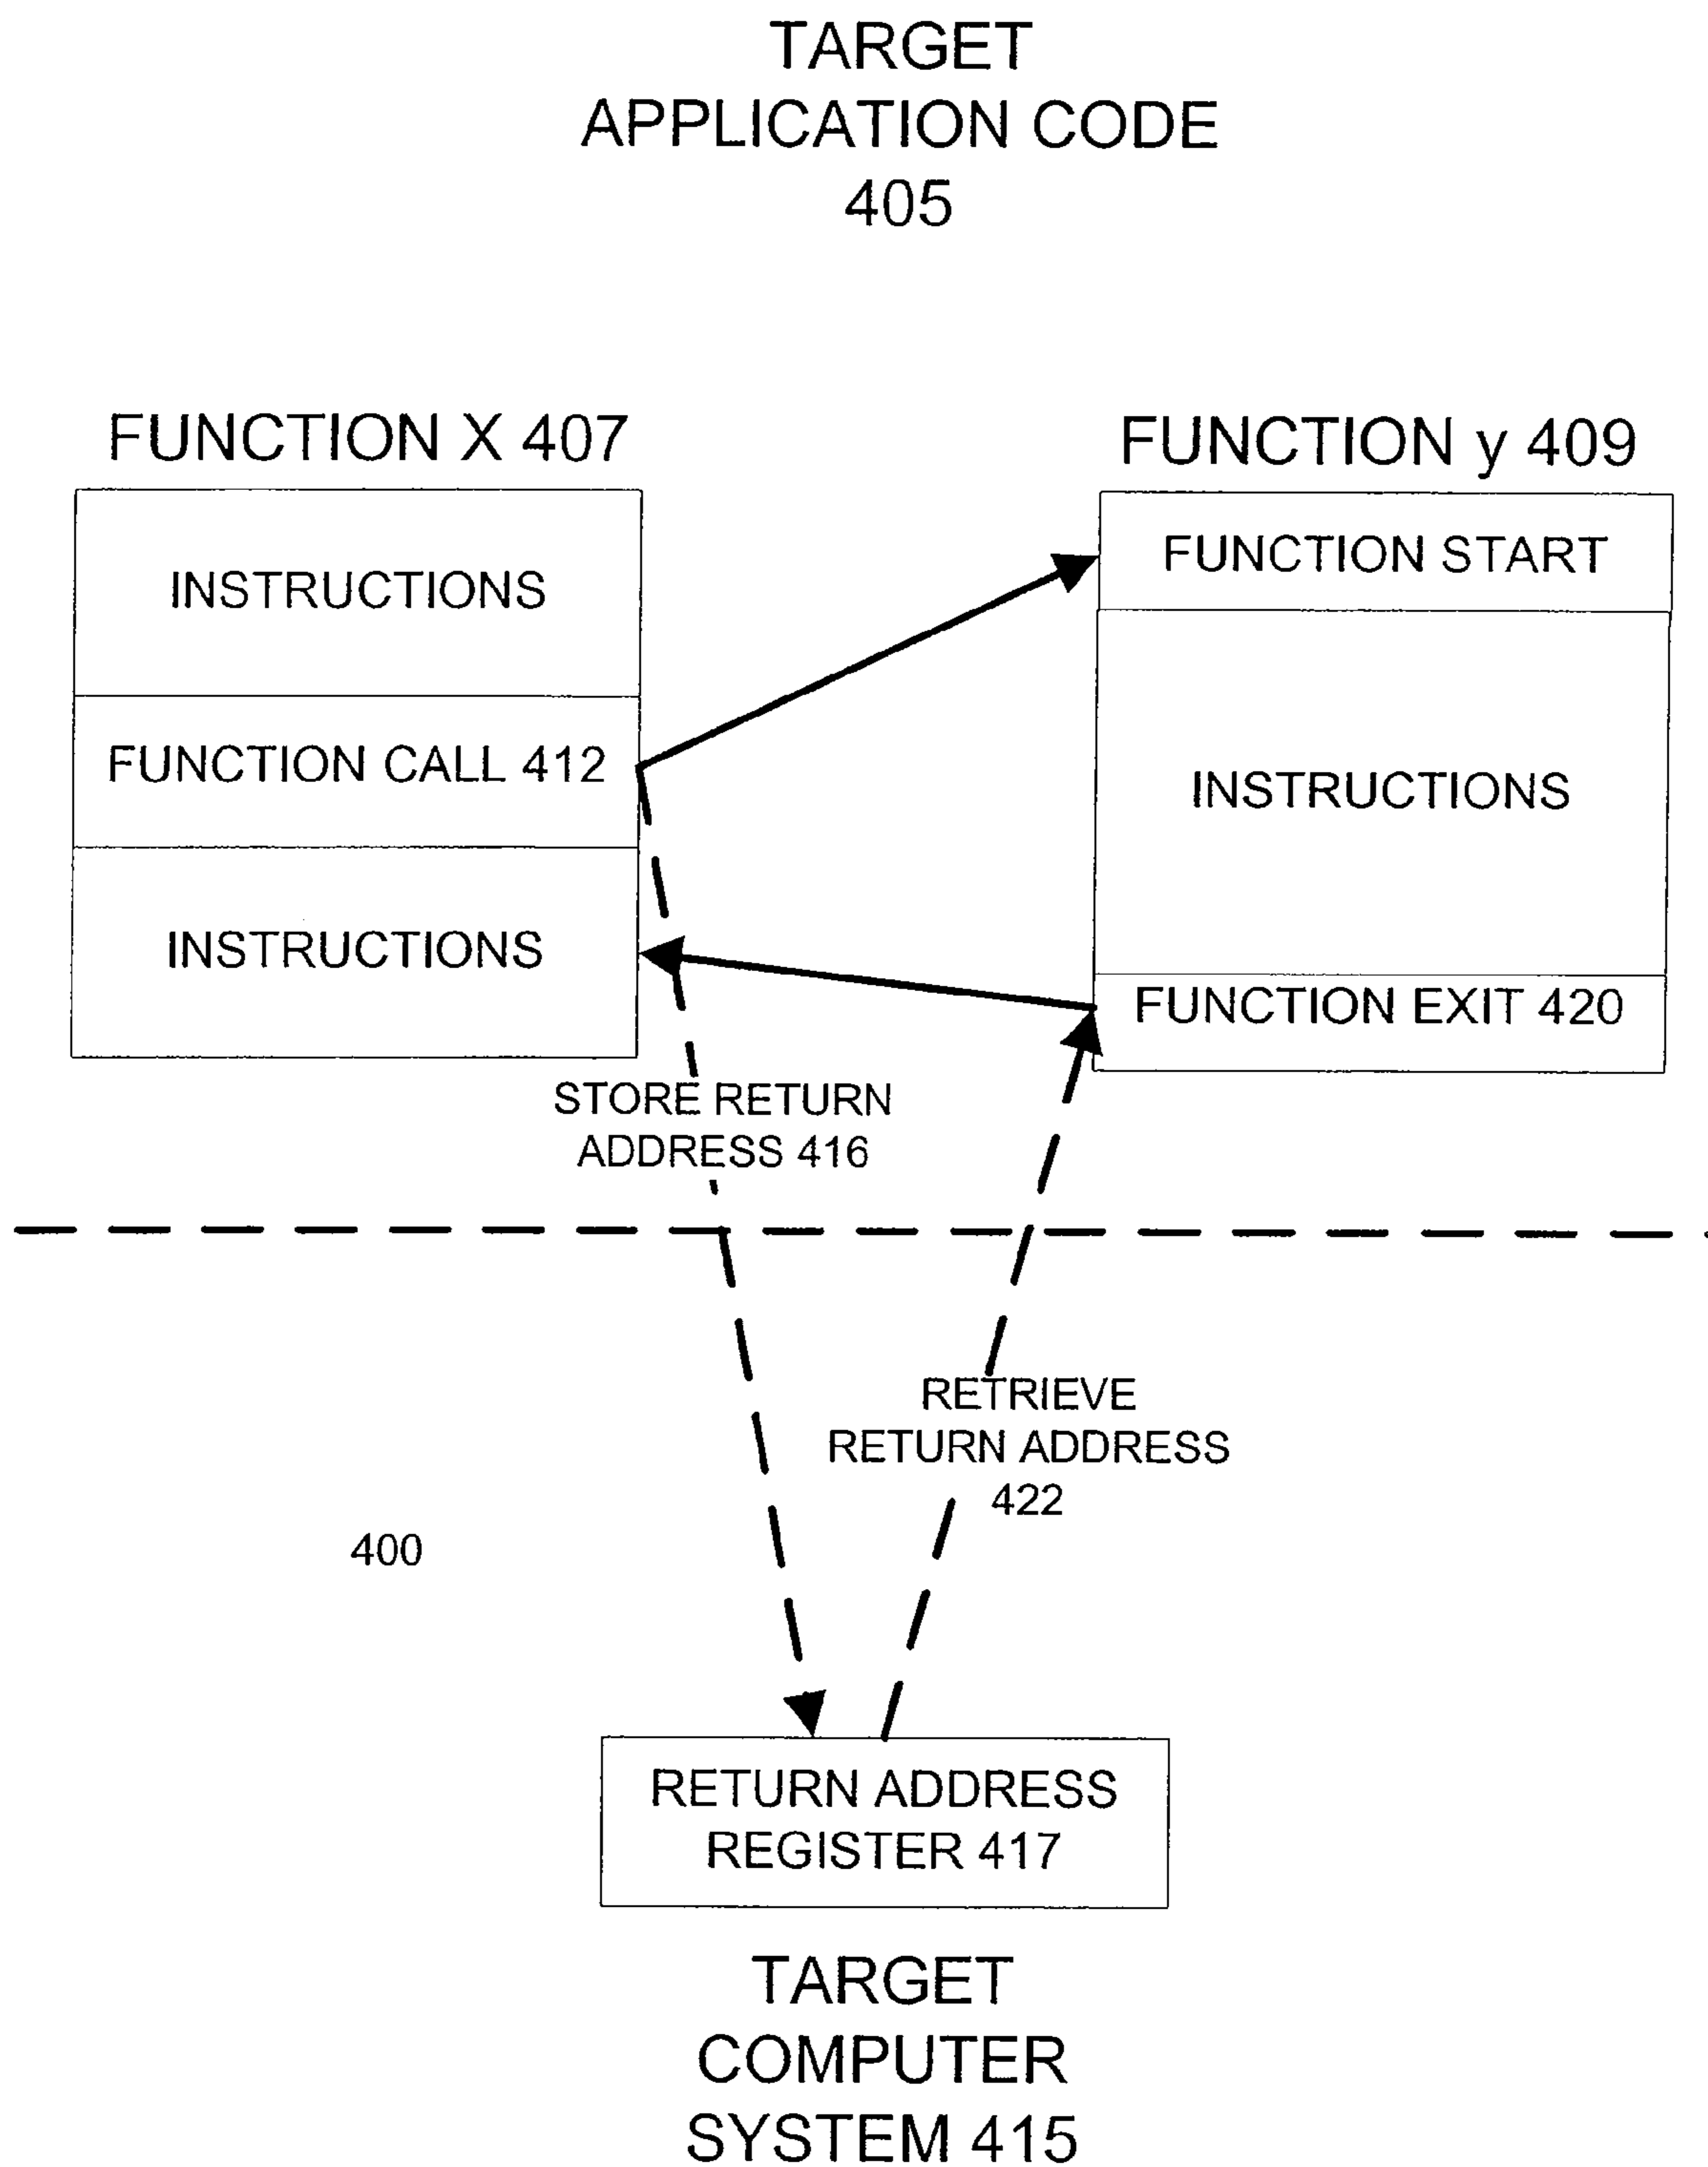 TARGET
APPLICATION CODE
405
FUNCTION X 407
INSTRUCTIONS
FUNCTION CALL 412
INSTRUCTIONS
FUNCTION y 409
FUNCTION START
INSTRUCTIONS
FUNCTION EXIT 420
STORE RETURN
ADDRESS 416
RETRIEVE
RETURN ADDRESS
422
400
RETURN ADDRESS
REGISTER 417
TARGET
COMPUTER
SYSTEM 415